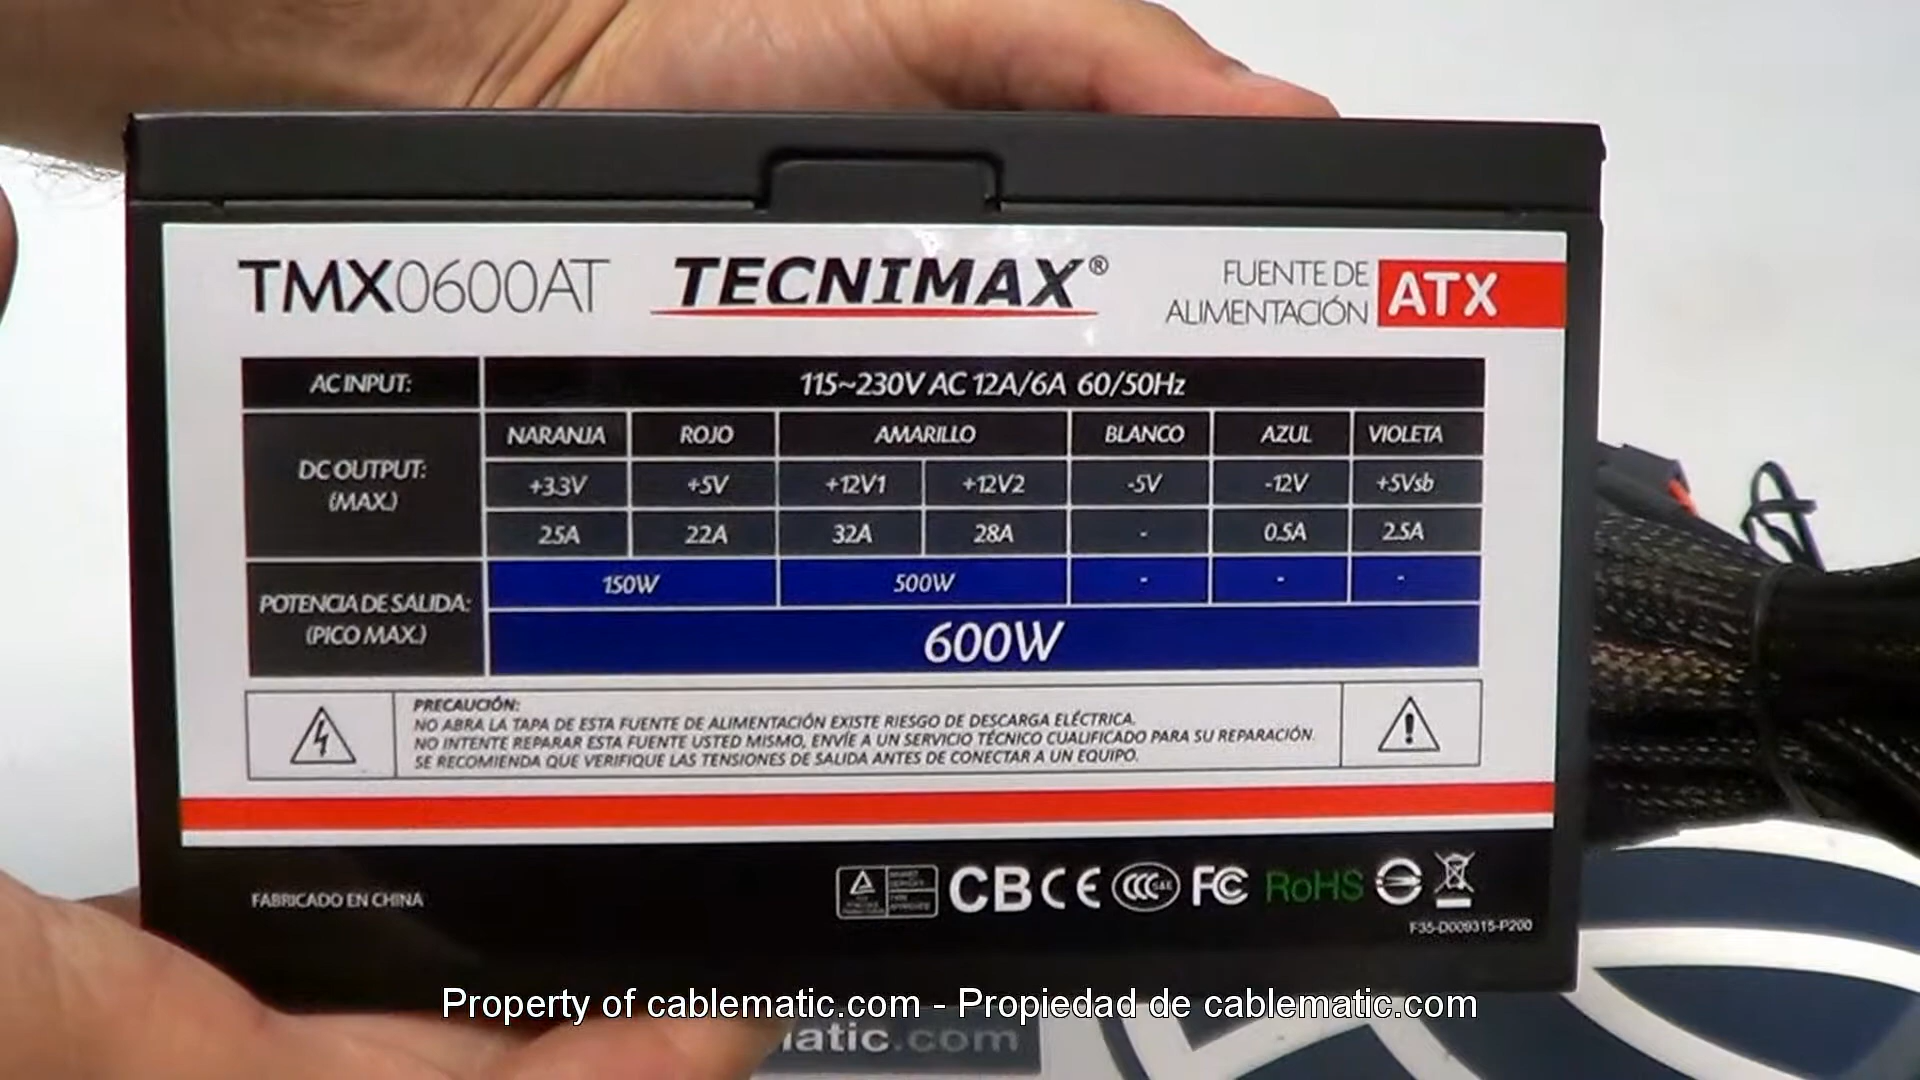 TMX0600AT
TECNIMAX®
FUENTE DE
ALIMENTACIÓN
ATX
AC INPUT:
115~230V AC 12A/6A 60/50Hz
DC OUTPUT:
(MAX.)
NARANJA ROJO AMARILLO BLANCO AZUL VIOLETA
+3.3V +5V +12V1 +12V2 -5V -12V +5Vsb
25A 22A 32A 28A - 0.5A 2.5A
POTENCIA DE SALIDA:
(PICO MAX.)
150W 500W - - -
600W
PRECAUCIÓN:
NO ABRA LA TAPA DE ESTA FUENTE DE ALIMENTACIÓN EXISTE RIESGO DE DESCARGA ELÉCTRICA.
NO INTENTE REPARAR ESTA FUENTE USTED MISMO, ENVÍE A UN SERVICIO TÉCNICO CUALIFICADO PARA SU REPARACIÓN.
SE RECOMIENDA QUE VERIFIQUE LAS TENSIONES DE SALIDA ANTES DE CONECTAR A UN EQUIPO.
FABRICADO EN CHINA
CB CE CCC S&E FC RoHS
F35-D009315-P200
Property of cablematic.com - Propiedad de cablematic.com
atic.com